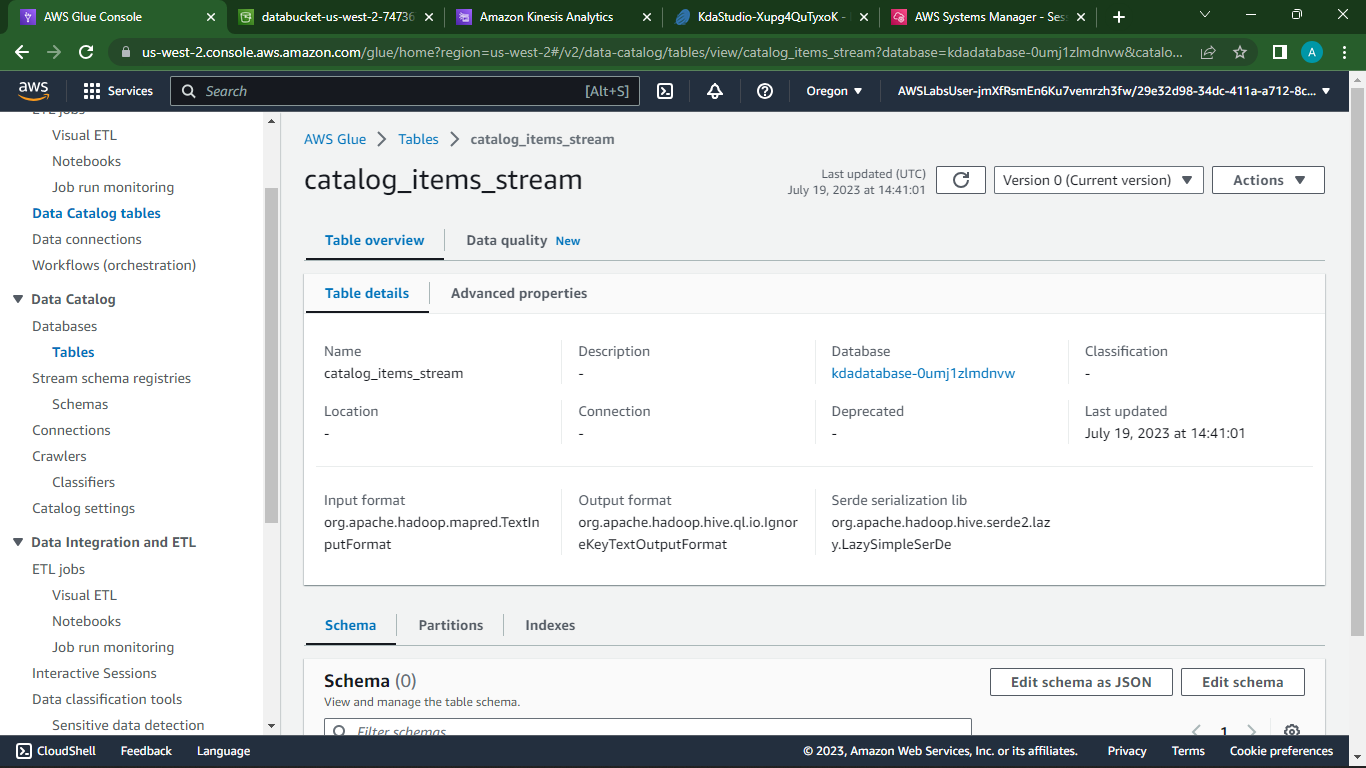 AWS Glue Console
databucket-us-west-2-74736
Amazon Kinesis Analytics
KdaStudio-Xupg4QuTyxoK -
AWS Systems Manager - Ses
us-west-2.console.aws.amazon.com/glue/home?region=us-west-2#/v2/data-catalog/tables/view/catalog_items_stream?database=kdadatabase-0umj1zlmdnvw&catalo...
A
aws
Services
Search
[Alt+S]
Oregon
AWSLabsUser-jmXfRsmEn6Ku7vemrzh3fw/29e32d98-34dc-411a-a712-8c...
ETL jobs
Visual ETL
Notebooks
Job run monitoring
Data Catalog tables
Data connections
Workflows (orchestration)
Data Catalog
Databases
Tables
Stream schema registries
Schemas
Connections
Crawlers
Classifiers
Catalog settings
Data Integration and ETL
ETL jobs
Visual ETL
Notebooks
Job run monitoring
Interactive Sessions
Data classification tools
Sensitive data detection
AWS Glue
Tables
catalog_items_stream
catalog_items_stream
Last updated (UTC)
July 19, 2023 at 14:41:01
Version 0 (Current version)
Actions
Table overview
Data quality New
Table details
Advanced properties
Name
catalog_items_stream
Description
-
Database
kdadatabase-0umj1zlmdnvw
Classification
-
Location
-
Connection
-
Deprecated
-
Last updated
July 19, 2023 at 14:41:01
Input format
org.apache.hadoop.mapred.TextIn
putFormat
Output format
org.apache.hadoop.hive.ql.io.Ignor
eKeyTextOutputFormat
Serde serialization lib
org.apache.hadoop.hive.serde2.laz
y.LazySimpleSerDe
Schema
Partitions
Indexes
Schema (0)
View and manage the table schema.
Edit schema as JSON
Edit schema
Filter schemas
1
CloudShell
Feedback
Language
© 2023, Amazon Web Services, Inc. or its affiliates.
Privacy
Terms
Cookie preferences